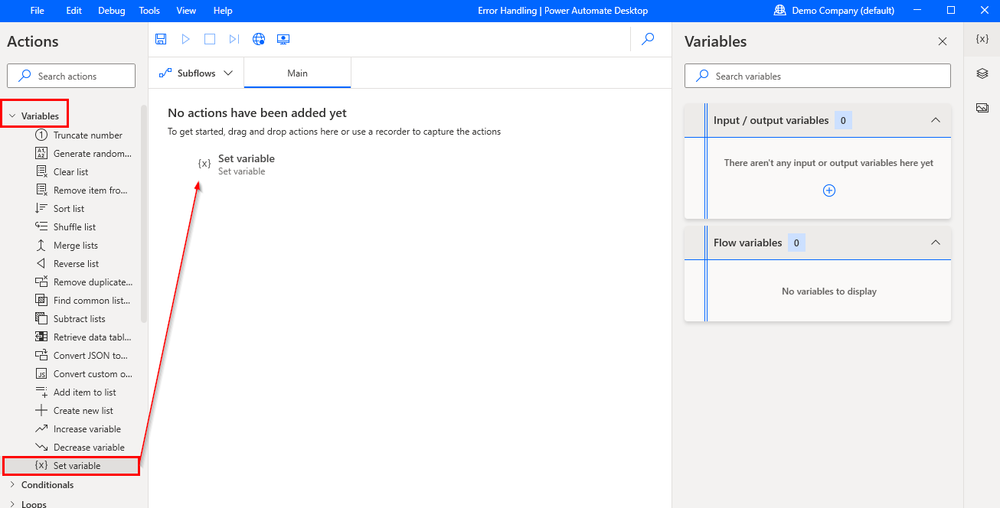 File Edit Debug Tools View Help
Error Handling | Power Automate Desktop
Demo Company (default)
Actions
Search actions
Variables
Truncate number
Generate random...
Clear list
Remove item fro...
Sort list
Shuffle list
Merge lists
Reverse list
Remove duplicate...
Find common list...
Subtract lists
Retrieve data tabl...
Convert JSON to...
Convert custom o...
Add item to list
Create new list
Increase variable
Decrease variable
{x} Set variable
Conditionals
Loops
Subflows
Main
No actions have been added yet
To get started, drag and drop actions here or use a recorder to capture the actions
{x} Set variable
Set variable
Variables
{x}
Search variables
Input / output variables 0
There aren't any input or output variables here yet
Flow variables 0
No variables to display